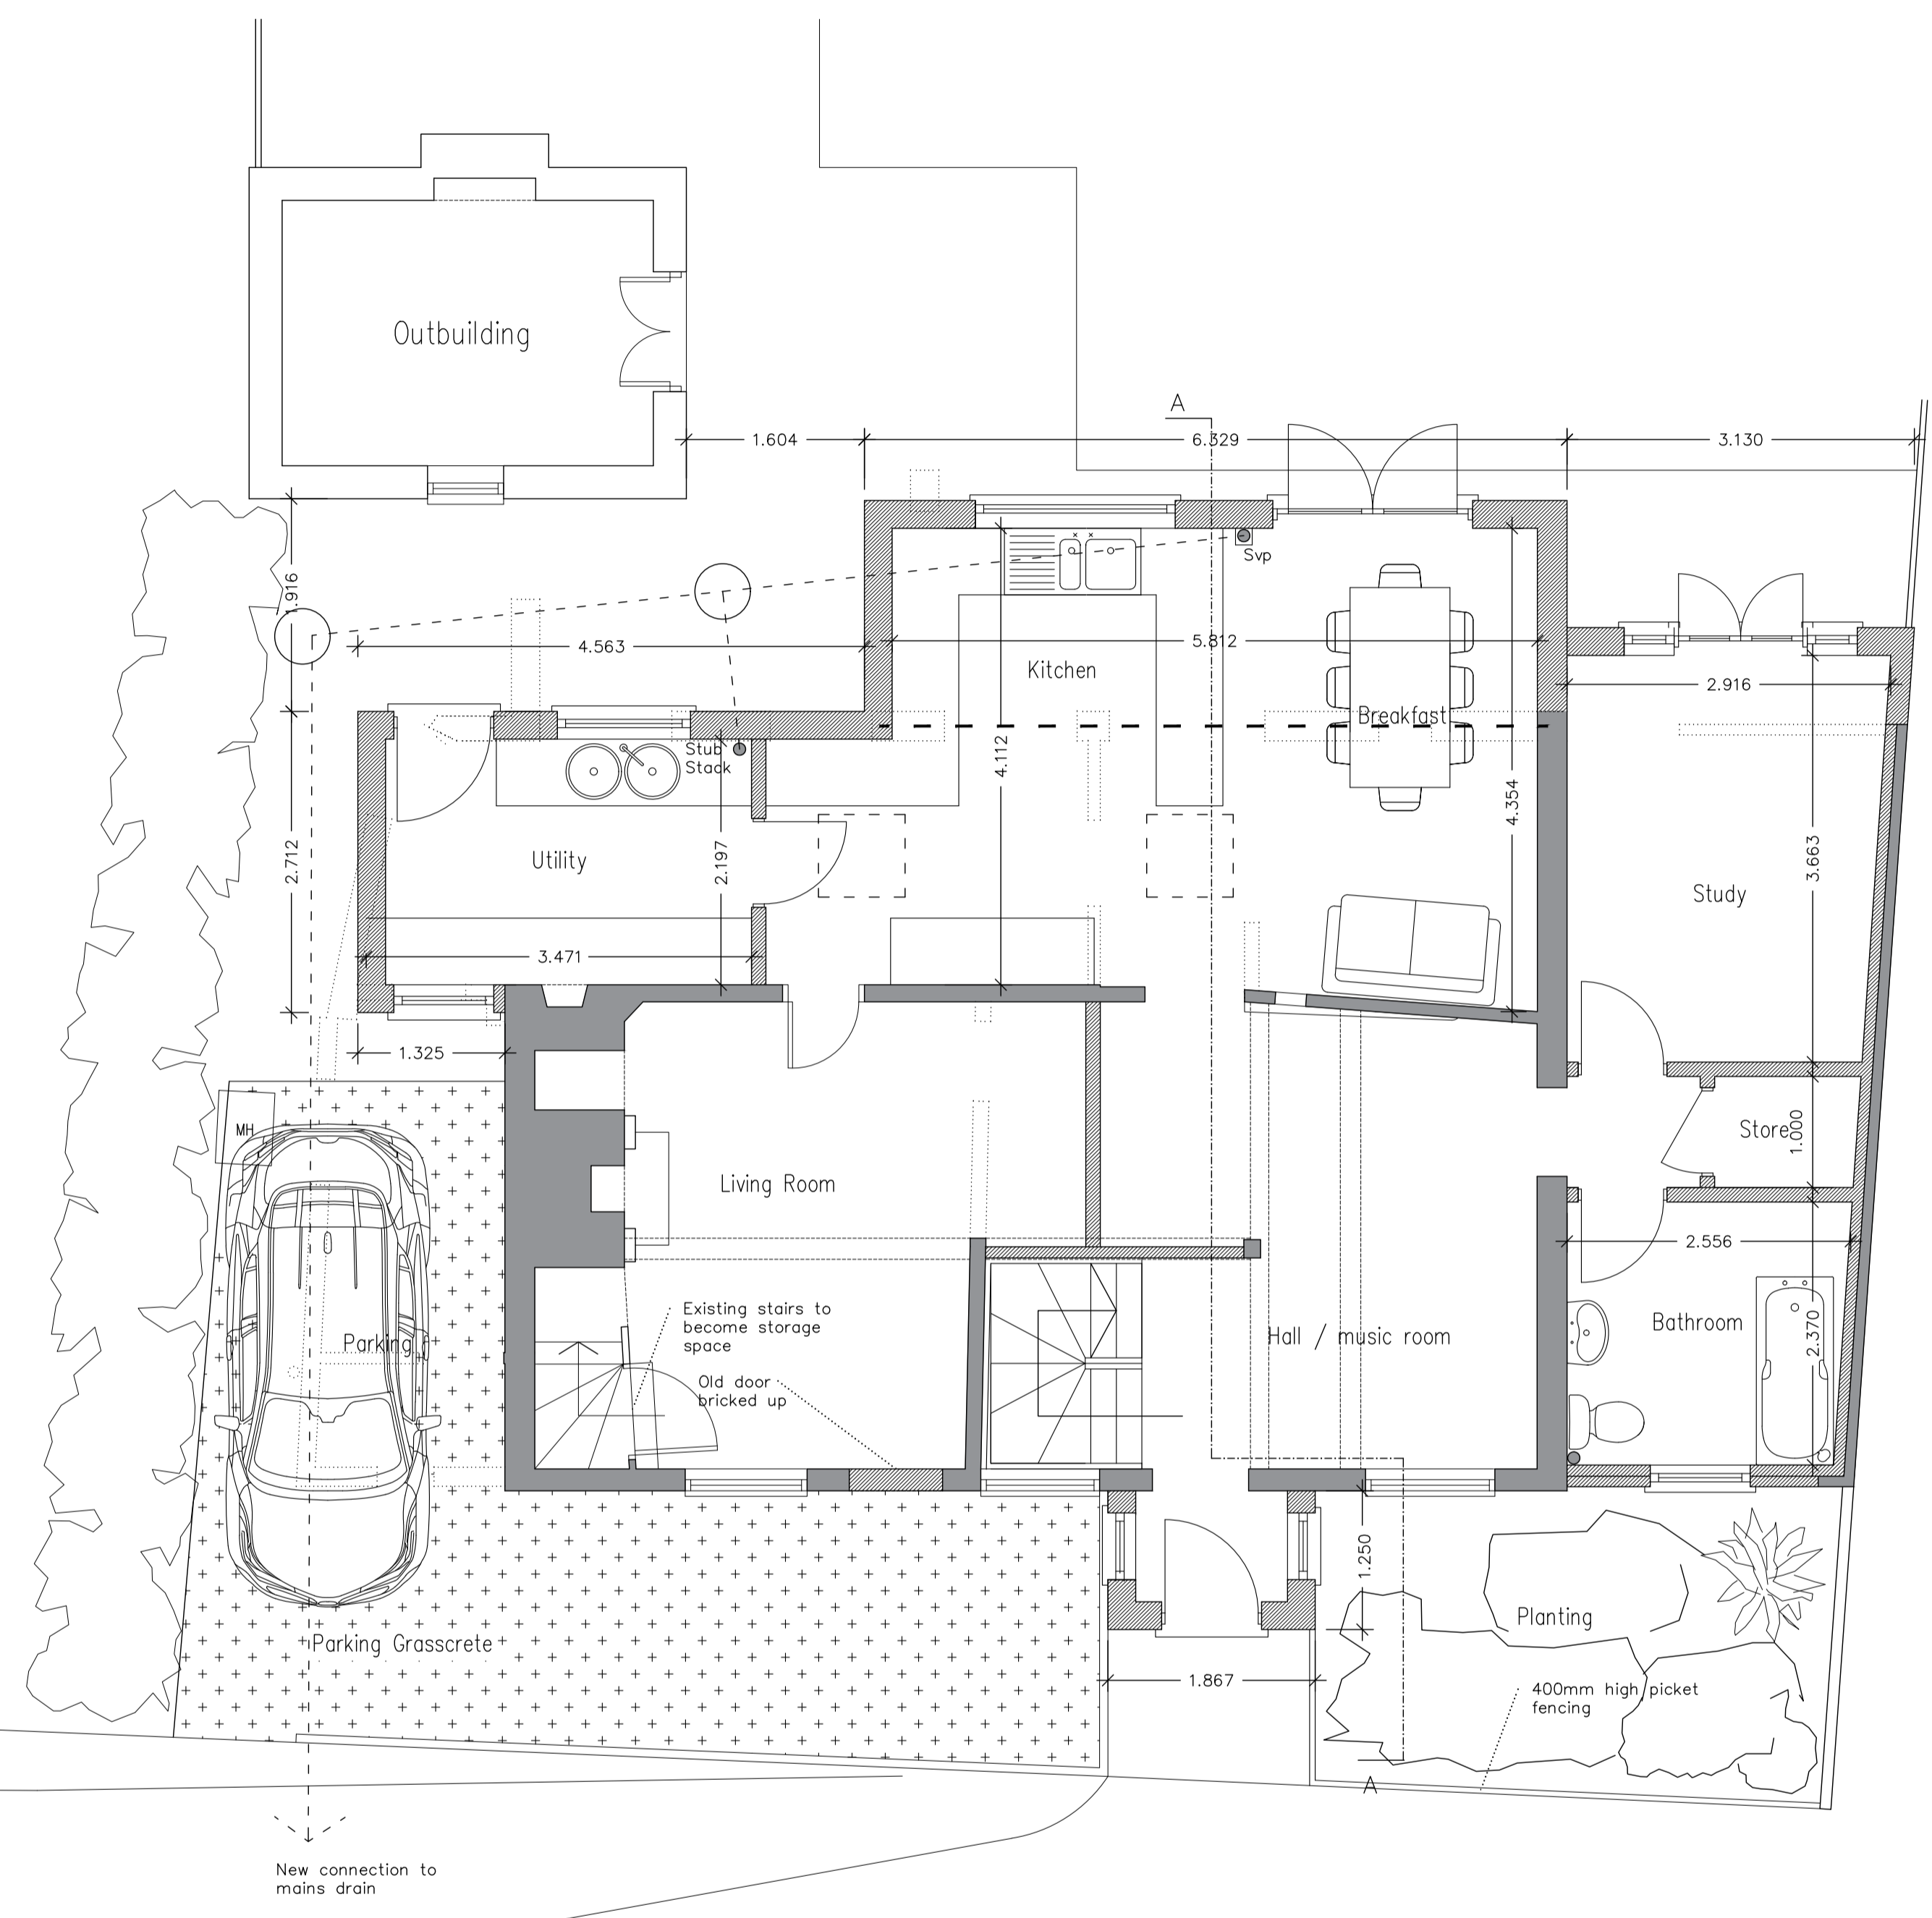 Outbuilding
A
1.604
6.329
3.130
1.916
Svp
4.563
5.812
Kitchen
2.916
Breakfast
Stub
Stack
4.112
4.354
2.712
Utility
2.197
3.663
Study
3.471
1.325
MH
Store
1.000
Living Room
2.556
Existing stairs to
become storage
space
Parking
Hall / music room
Bathroom
2.370
Old door
bricked up
1.250
Planting
Parking Grasscrete
1.867
400mm high picket
fencing
A
New connection to
mains drain